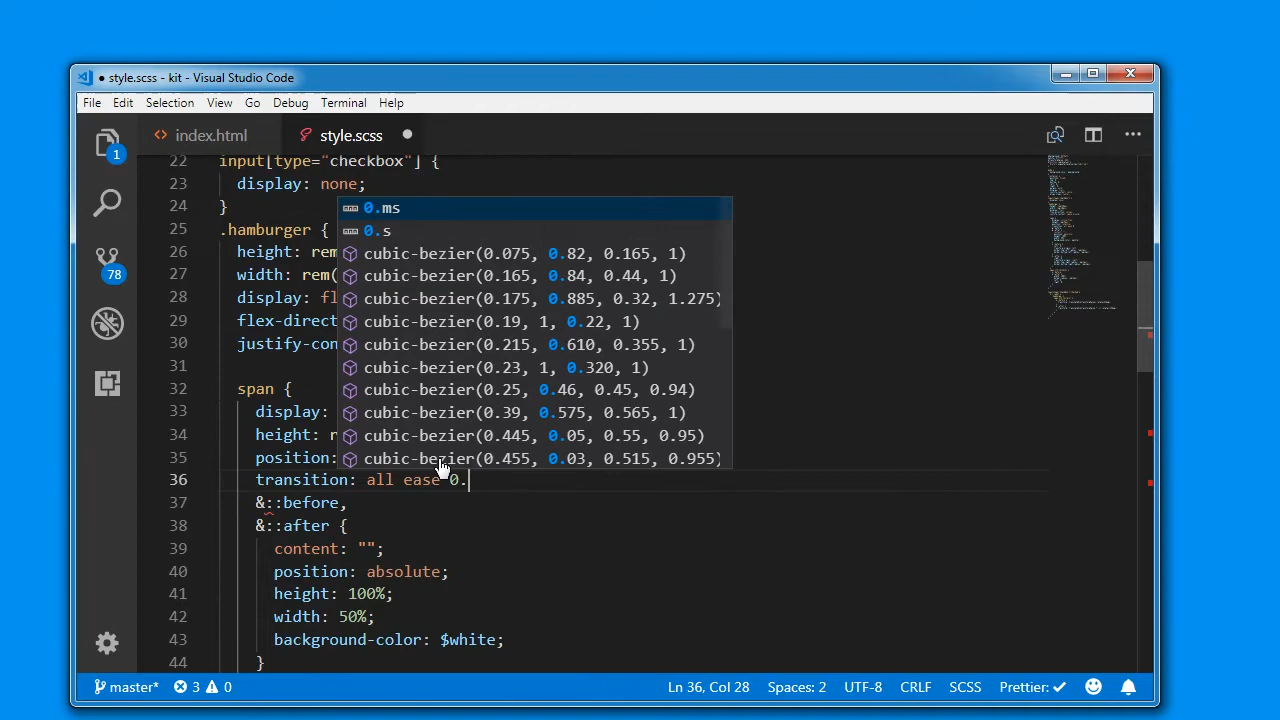 ● style.scss - kit - Visual Studio Code
File Edit Selection View Go Debug Terminal Help
index.html style.scss ●
1
78
22 input[type="checkbox"] {
23 display: none;
24 }
25 .hamburger {
26 height: rem
27 width: rem(
28 display: fl
29 flex-direct
30 justify-con
31
32 span {
33 display:
34 height: r
35 position:
36 transition: all ease 0.
37 &::before,
38 &::after {
39 content: "";
40 position: absolute;
41 height: 100%;
42 width: 50%;
43 background-color: $white;
44 }
0.ms
0.s
cubic-bezier(0.075, 0.82, 0.165, 1)
cubic-bezier(0.165, 0.84, 0.44, 1)
cubic-bezier(0.175, 0.885, 0.32, 1.275)
cubic-bezier(0.19, 1, 0.22, 1)
cubic-bezier(0.215, 0.610, 0.355, 1)
cubic-bezier(0.23, 1, 0.320, 1)
cubic-bezier(0.25, 0.46, 0.45, 0.94)
cubic-bezier(0.39, 0.575, 0.565, 1)
cubic-bezier(0.445, 0.05, 0.55, 0.95)
cubic-bezier(0.455, 0.03, 0.515, 0.955)
master* 3 0 Ln 36, Col 28 Spaces: 2 UTF-8 CRLF SCSS Prettier: ✓